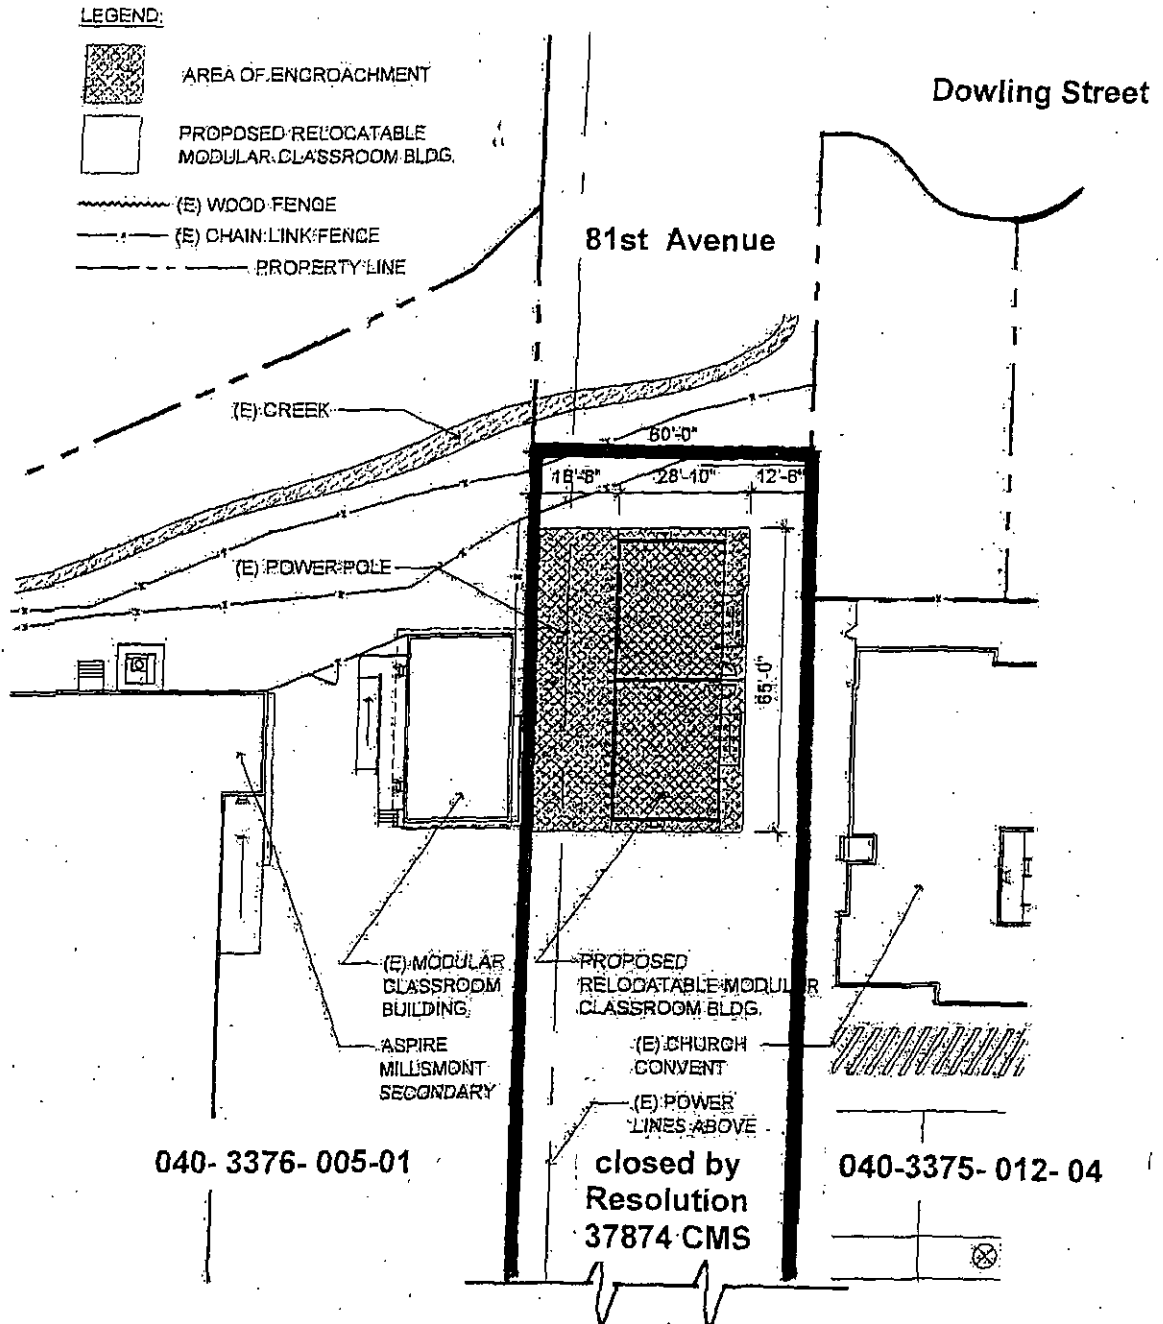 LEGEND:
AREA OF ENCROACHMENT
PROPOSED RELOCATABLE
MODULAR CLASSROOM BLDG.
(E) WOOD FENCE
(E) CHAIN LINK FENCE
PROPERTY LINE
Dowling Street
81st Avenue
(E) CREEK
60'-0"
28'-10"
12'-6"
(E) POWER POLE
65'-0"
(E) MODULAR
CLASSROOM
BUILDING
PROPOSED
RELOCATABLE MODULAR
CLASSROOM BLDG.
ASPIRE
MILLSMONT
SECONDARY
(E) CHURCH
CONVENT
(E) POWER
LINES ABOVE
040- 3376- 005-01
closed by
Resolution
37874 CMS
040-3375- 012- 04